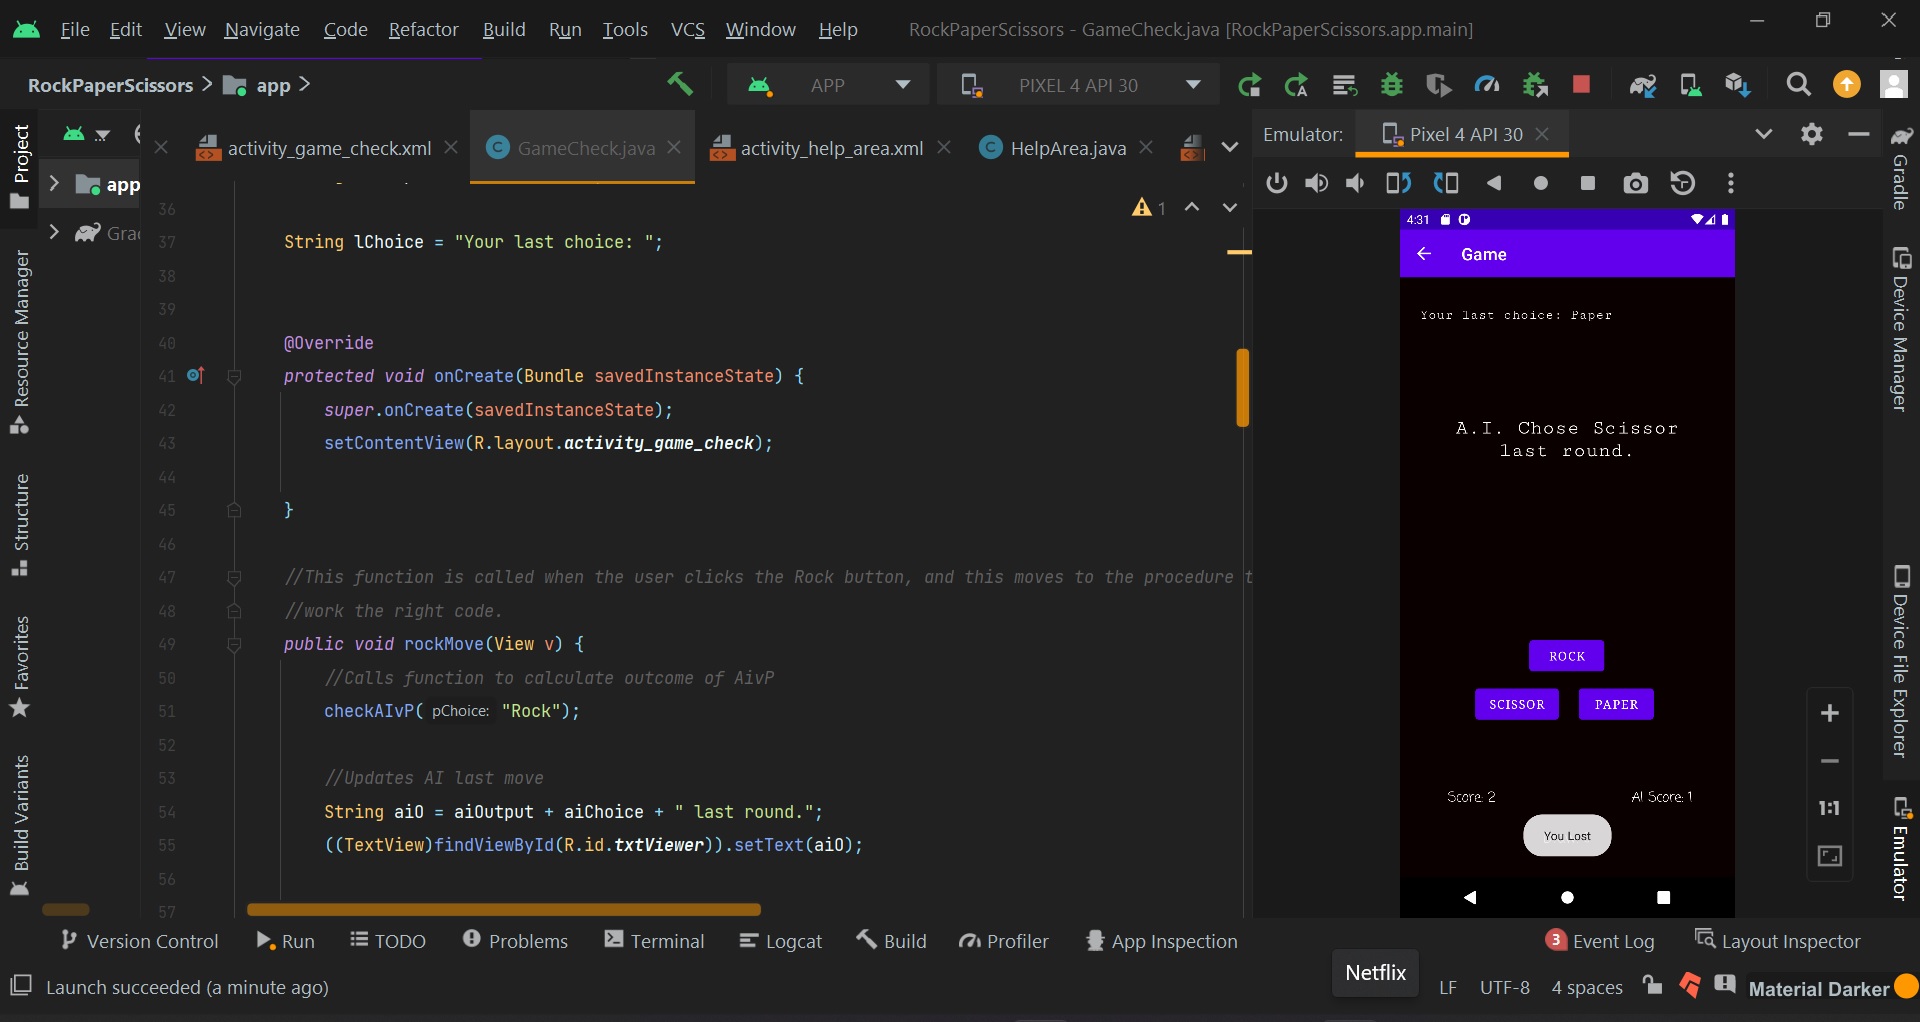 File Edit View Navigate Code Refactor Build Run Tools VCS Window Help RockPaperScissors - GameCheck.java [RockPaperScissors.app.main]
RockPaperScissors app APP PIXEL 4 API 30
activity_game_check.xml GameCheck.java activity_help_area.xml HelpArea.java
Emulator: Pixel 4 API 30
Project
Resource Manager
Structure
Favorites
Build Variants
app
36
1
37 String lChoice = "Your last choice: ";
38
39
40 @Override
41 protected void onCreate(Bundle savedInstanceState) {
42 super.onCreate(savedInstanceState);
43 setContentView(R.layout.activity_game_check);
44
45 }
46
47 //This function is called when the user clicks the Rock button, and this moves to the procedure t
48 //work the right code.
49 public void rockMove(View v) {
50 //Calls function to calculate outcome of AivP
51 checkAIvP( pChoice: "Rock");
52
53 //Updates AI last move
54 String aiO = aiOutput + aiChoice + " last round.";
55 ((TextView)findViewById(R.id.txtViewer)).setText(aiO);
56
57
4:31
Game
Your last choice: Paper
A.I. Chose Scissor
last round.
ROCK
SCISSOR PAPER
Score: 2 AI Score: 1
You Lost
1:1
Gradle
Device Manager
Device File Explorer
Emulator
Version Control Run TODO Problems Terminal Logcat Build Profiler App Inspection 3 Event Log Layout Inspector
Launch succeeded (a minute ago) Netflix LF UTF-8 4 spaces Material Darker